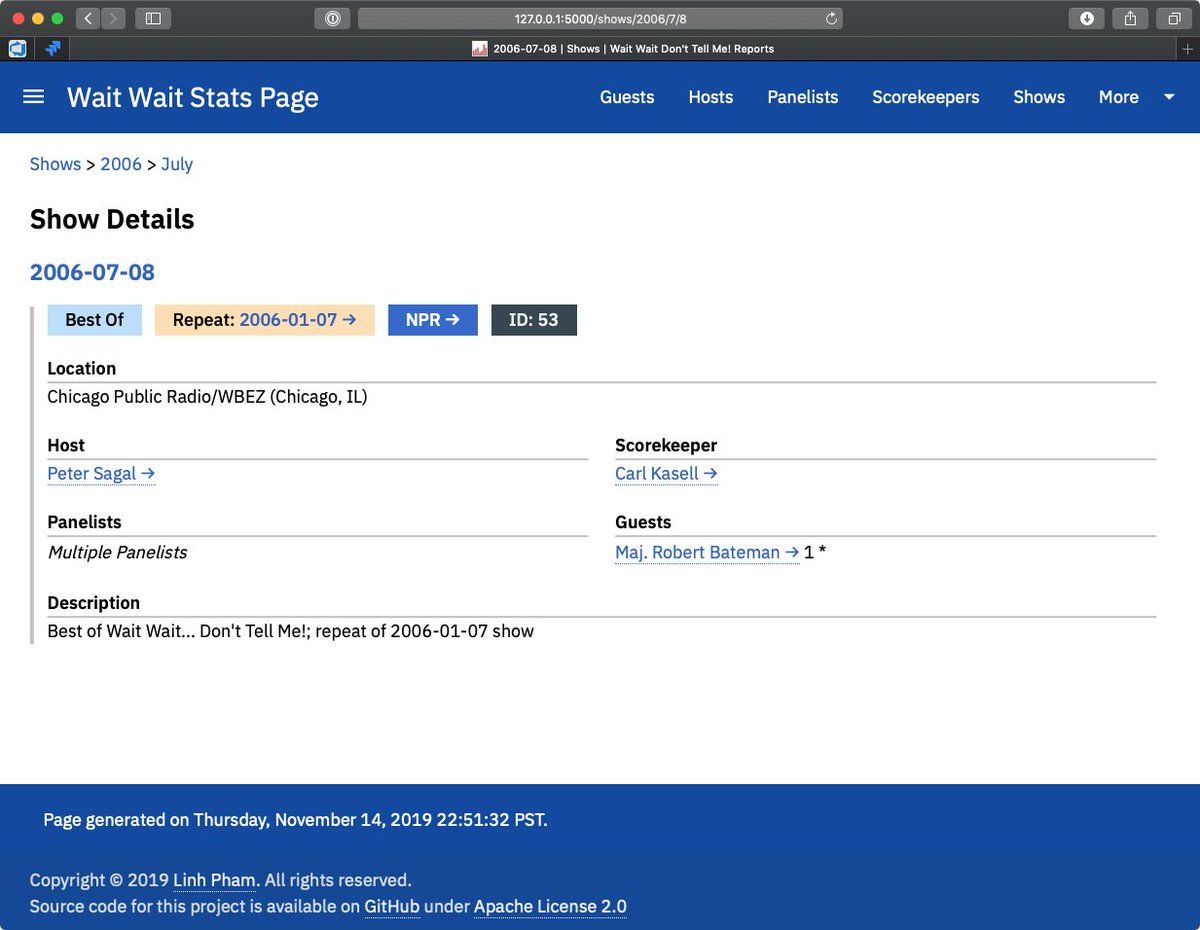 127.0.0.1:5000/shows/2006/7/8
2006-07-08 | Shows | Wait Wait Don't Tell Me! Reports
Wait Wait Stats Page
Guests Hosts Panelists Scorekeepers Shows More
Shows > 2006 > July
Show Details
2006-07-08
Best Of Repeat: 2006-01-07 → NPR → ID: 53
Location
Chicago Public Radio/WBEZ (Chicago, IL)
Host
Peter Sagal →
Scorekeeper
Carl Kasell →
Panelists
Multiple Panelists
Guests
Maj. Robert Bateman → 1 *
Description
Best of Wait Wait... Don't Tell Me!; repeat of 2006-01-07 show
Page generated on Thursday, November 14, 2019 22:51:32 PST.
Copyright © 2019 Linh Pham. All rights reserved.
Source code for this project is available on GitHub under Apache License 2.0